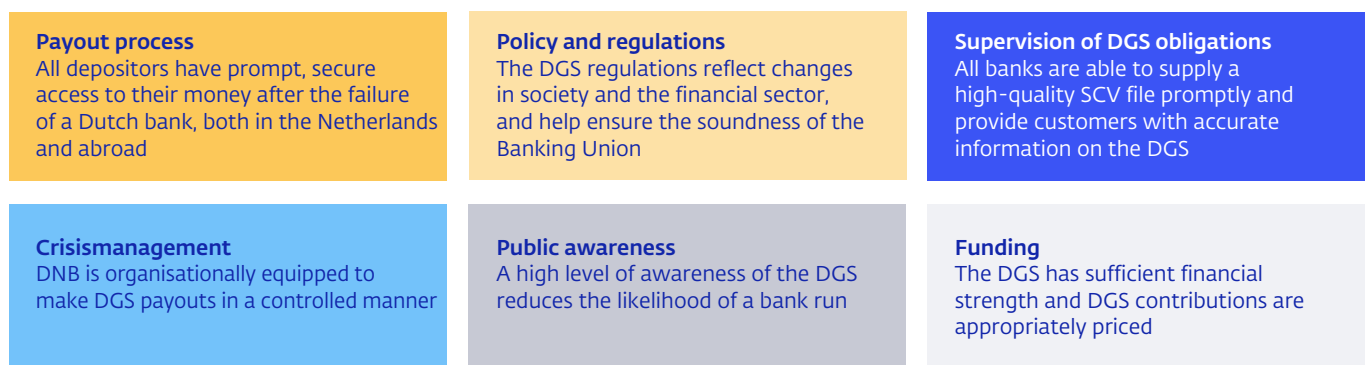 Payout process
All depositors have prompt, secure
access to their money after the failure
of a Dutch bank, both in the Netherlands
and abroad
Policy and regulations
The DGS regulations reflect changes
in society and the financial sector,
and help ensure the soundness of the
Banking Union
Supervision of DGS obligations
All banks are able to supply a
high-quality SCV file promptly and
provide customers with accurate
information on the DGS
Crisismanagement
DNB is organisationally equipped to
make DGS payouts in a controlled manner
Public awareness
A high level of awareness of the DGS
reduces the likelihood of a bank run
Funding
The DGS has sufficient financial
strength and DGS contributions are
appropriately priced